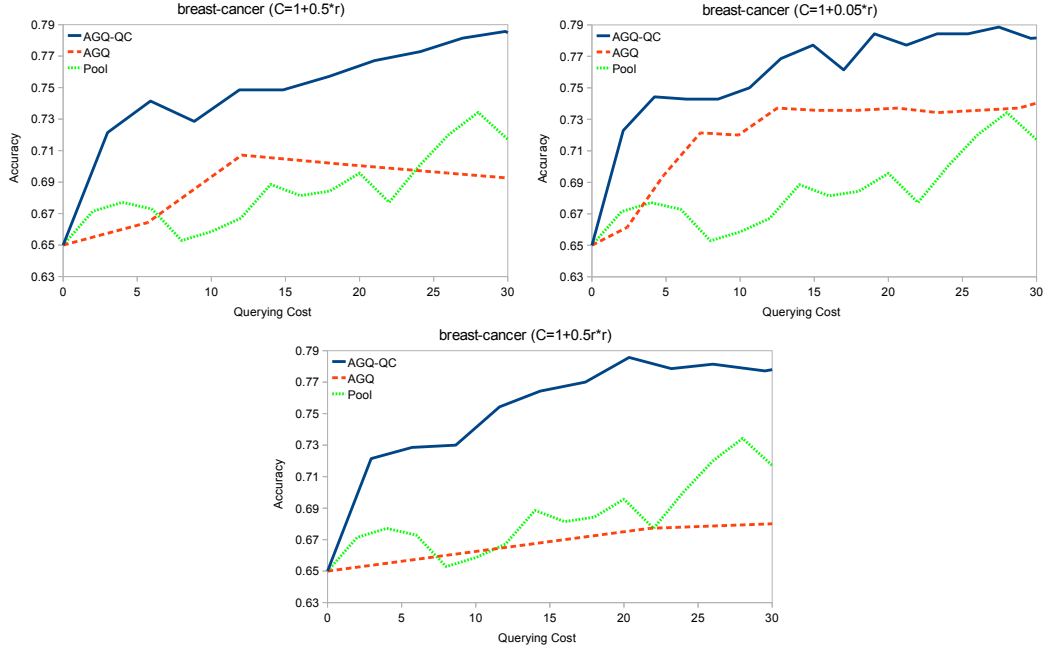 breast-cancer (C=1+0.5*r)
0.79
0.77
0.75
0.73
0.71
0.69
0.67
0.65
0.63
Accuracy
AGQ-QC
AGQ
Pool
0 5 10 15 20 25 30
Querying Cost
breast-cancer (C=1+0.05*r)
0.79
0.77
0.75
0.73
0.71
0.69
0.67
0.65
0.63
Accuracy
AGQ-QC
AGQ
Pool
0 5 10 15 20 25 30
Querying Cost
breast-cancer (C=1+0.5r*r)
0.79
0.77
0.75
0.73
0.71
0.69
0.67
0.65
0.63
Accuracy
AGQ-QC
AGQ
Pool
0 5 10 15 20 25 30
Querying Cost